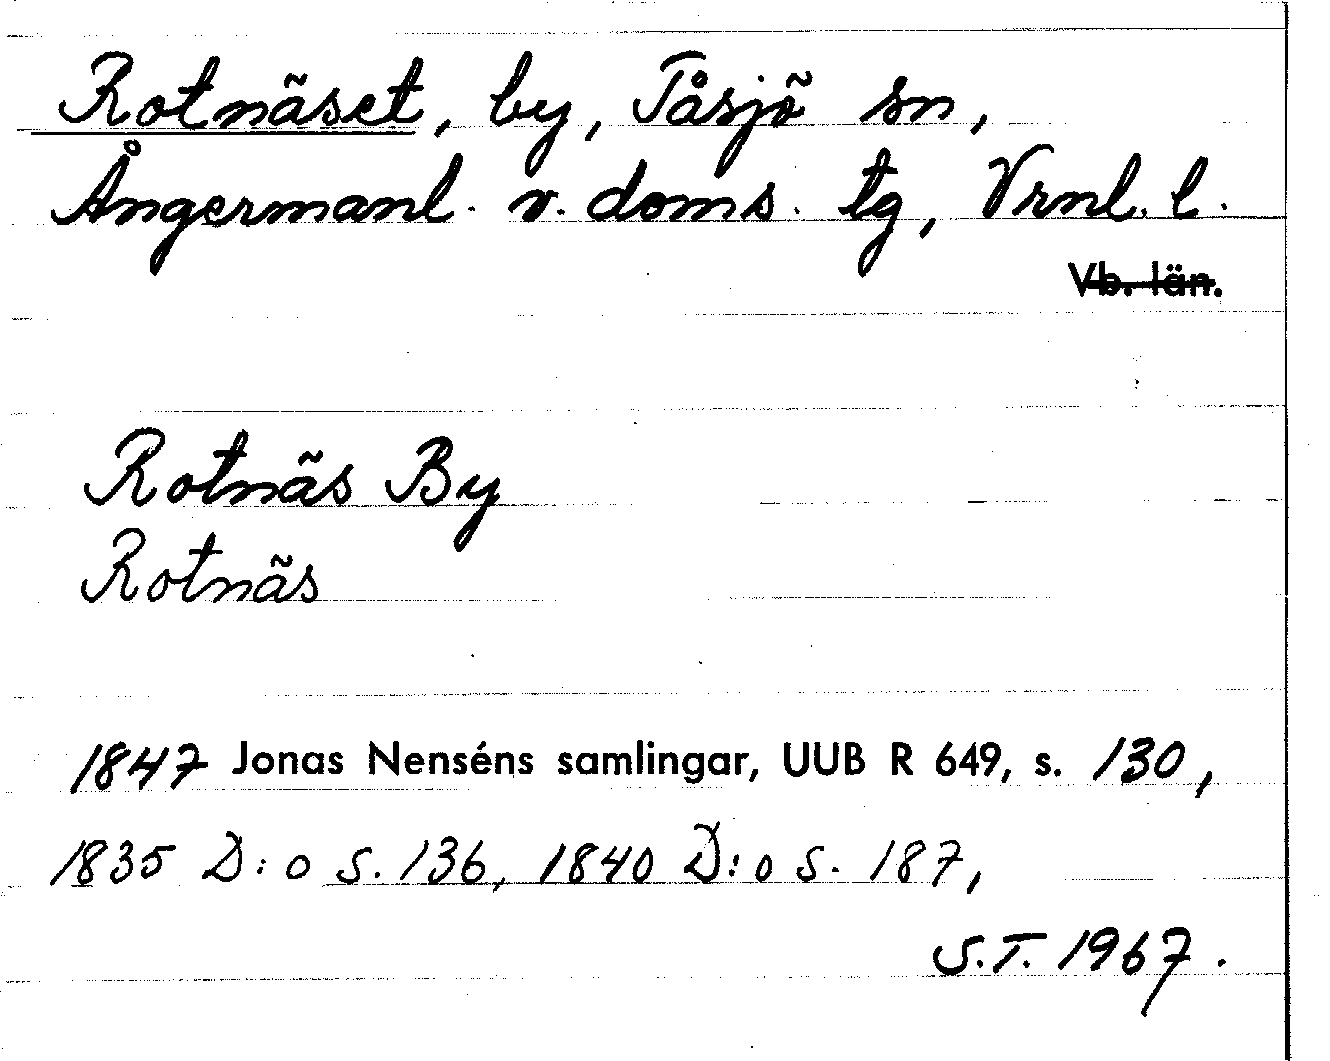 Rotnäset, by, Tåsjö sn,
Ångermanl. v. doms. tg, Vrnl. l.
Vb. län.
Rotnäs By
Rotnäs
1847 Jonas Nenséns samlingar, UUB R 649, s. 130,
1835 D:o S. 136, 1840 D:o S. 187,
S.T. 1967.